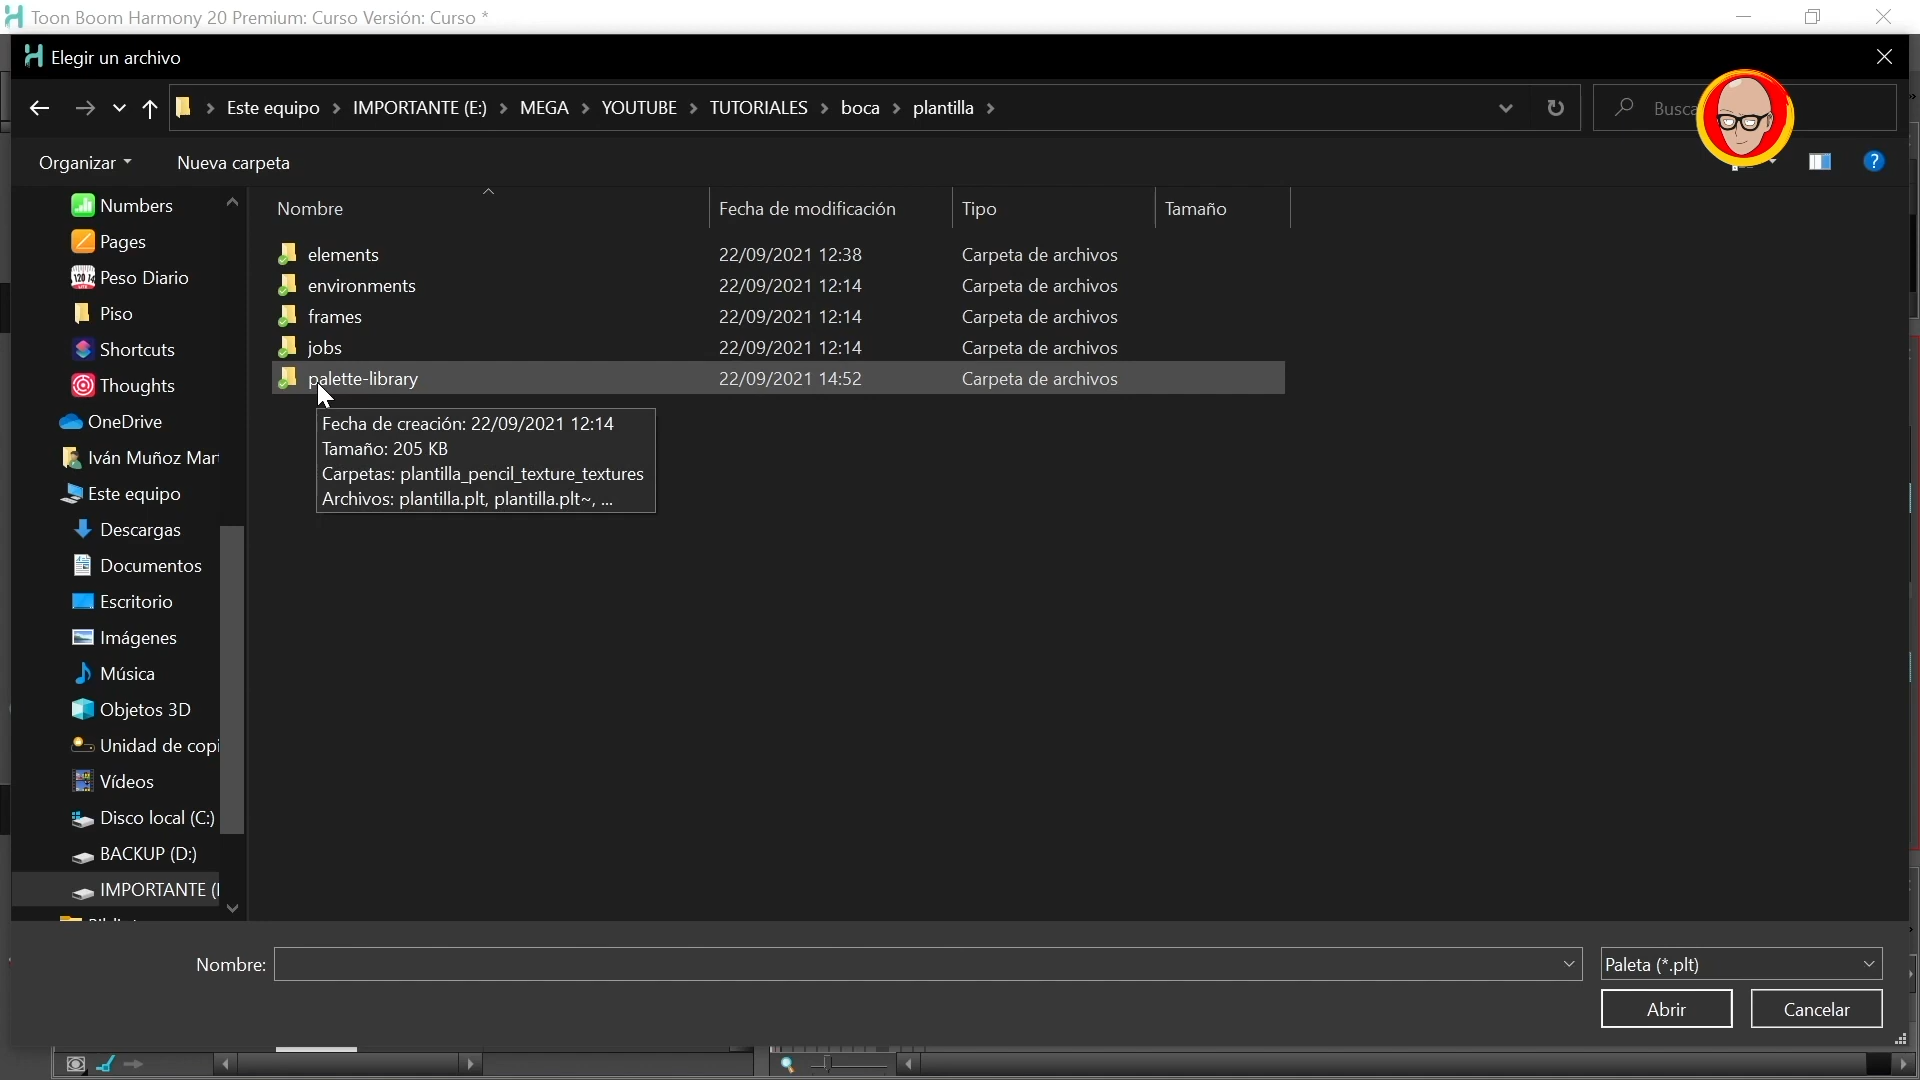 Toon Boom Harmony 20 Premium: Curso Versión: Curso *
Elegir un archivo
Este equipo > IMPORTANTE (E:) > MEGA > YOUTUBE > TUTORIALES > boca > plantilla >
Organizar
Nueva carpeta
Nombre
Fecha de modificación
Tipo
Tamaño
elements 22/09/2021 12:38 Carpeta de archivos
environments 22/09/2021 12:14 Carpeta de archivos
frames 22/09/2021 12:14 Carpeta de archivos
jobs 22/09/2021 12:14 Carpeta de archivos
palette-library 22/09/2021 14:52 Carpeta de archivos
Fecha de creación: 22/09/2021 12:14
Tamaño: 205 KB
Carpetas: plantilla_pencil_texture_textures
Archivos: plantilla.plt, plantilla.plt~, ...
Numbers
Pages
Peso Diario
Piso
Shortcuts
Thoughts
OneDrive
Iván Muñoz Mar
Este equipo
Descargas
Documentos
Escritorio
Imágenes
Música
Objetos 3D
Unidad de copi
Vídeos
Disco local (C:)
BACKUP (D:)
IMPORTANTE (
Nombre:
Paleta (*.plt)
Abrir
Cancelar